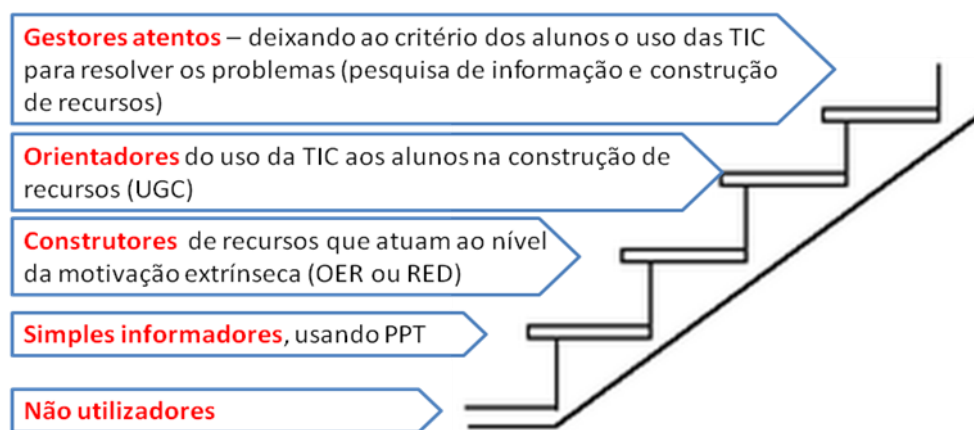 Gestores atentos – deixando ao critério dos alunos o uso das TIC
para resolver os problemas (pesquisa de informação e construção
de recursos)
Orientadores do uso da TIC aos alunos na construção de
recursos (UGC)
Construtores de recursos que atuam ao nível
da motivação extrínseca (OER ou RED)
Simples informadores, usando PPT
Não utilizadores